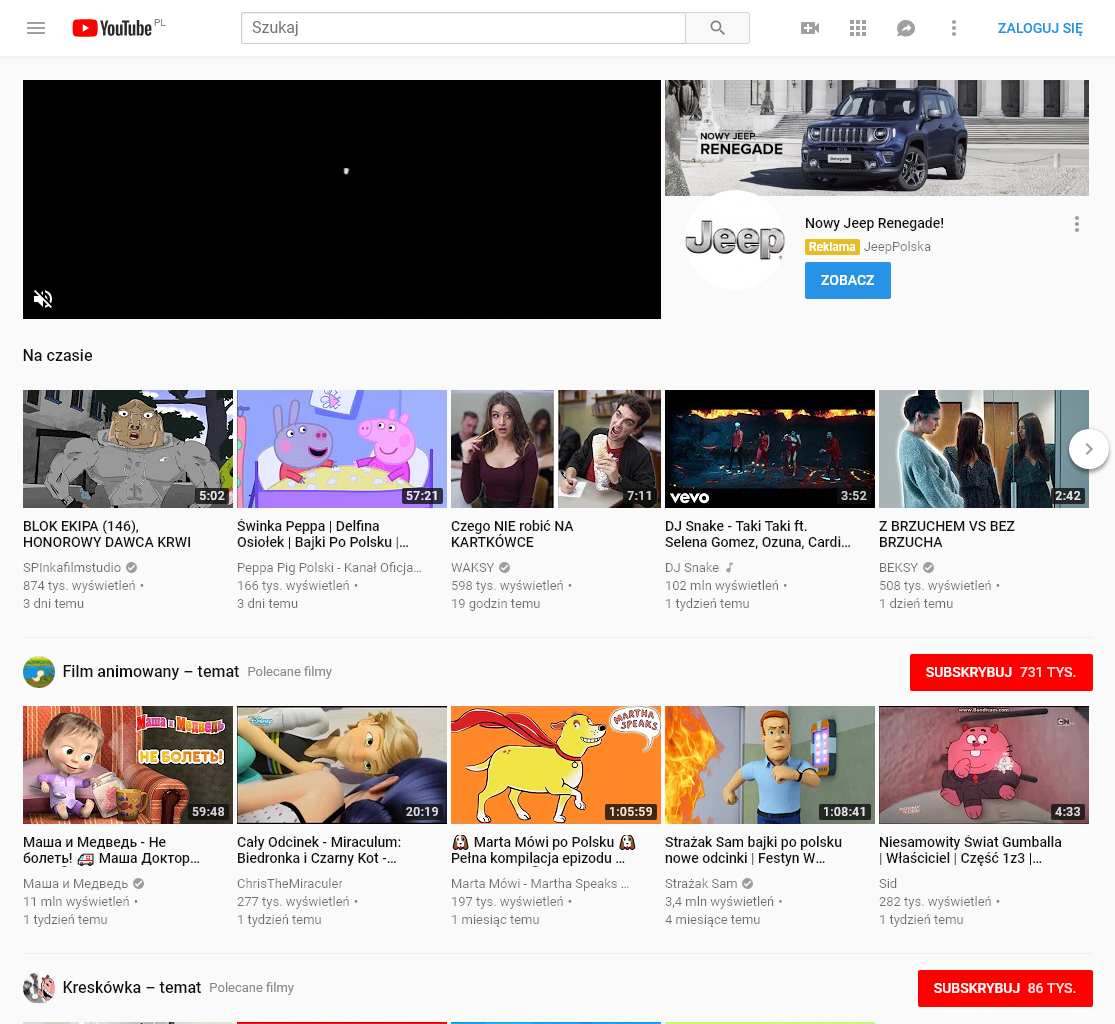 YouTube PL
Szukaj
ZALOGUJ SIĘ
NOWY JEEP
RENEGADE
Renegade
Jeep
Nowy Jeep Renegade!
Reklama JeepPolska
ZOBACZ
Na czasie
5:02
57:21
7:11
vevo
3:52
2:42
BLOK EKIPA (146),
HONOROWY DAWCA KRWI
SPInkafilmstudio
874 tys. wyświetleń •
3 dni temu
Świnka Peppa | Delfina
Osiołek | Bajki Po Polsku |…
Peppa Pig Polski - Kanał Oficja…
166 tys. wyświetleń •
3 dni temu
Czego NIE robić NA
KARTKÓWCE
WAKSY
598 tys. wyświetleń •
19 godzin temu
DJ Snake - Taki Taki ft.
Selena Gomez, Ozuna, Cardi…
DJ Snake
102 mln wyświetleń •
1 tydzień temu
Z BRZUCHEM VS BEZ
BRZUCHA
BEKSY
508 tys. wyświetleń •
1 dzień temu
Film animowany – temat Polecane filmy
SUBSKRYBUJ 731 TYS.
Маша и Медведь
НЕ БОЛЕТЬ!
59:48
Disney
20:19
MARTHA
SPEAKS
1:05:59
1:08:41
www.Bandicam.com
CN
4:33
Маша и Медведь - Не
болеть! 🚑 Маша Доктор…
Маша и Медведь
11 mln wyświetleń •
1 tydzień temu
Cały Odcinek - Miraculum:
Biedronka i Czarny Kot -…
ChrisTheMiraculer
277 tys. wyświetleń •
1 tydzień temu
🐶 Marta Mówi po Polsku 🐶
Pełna kompilacja epizodu …
Marta Mówi - Martha Speaks …
197 tys. wyświetleń •
1 miesiąc temu
Strażak Sam bajki po polsku
nowe odcinki | Festyn W…
Strażak Sam
3,4 mln wyświetleń •
4 miesiące temu
Niesamowity Świat Gumballa
| Właściciel | Część 1z3 |…
Sid
282 tys. wyświetleń •
1 tydzień temu
Kreskówka – temat Polecane filmy
SUBSKRYBUJ 86 TYS.